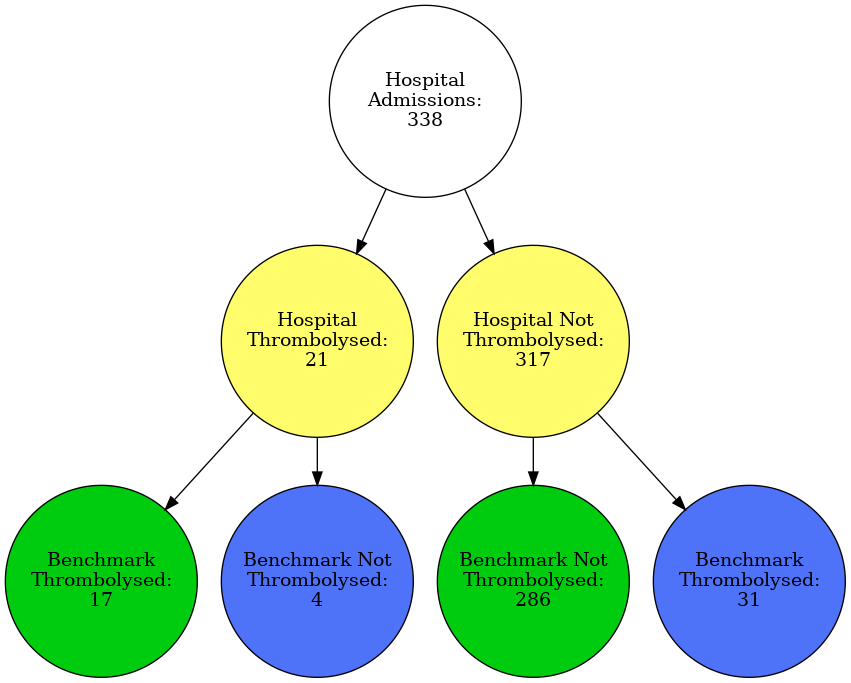 Hospital
Admissions:
338
Hospital
Thrombolysed:
21
Hospital Not
Thrombolysed:
317
Benchmark
Thrombolysed:
17
Benchmark Not
Thrombolysed:
4
Benchmark Not
Thrombolysed:
286
Benchmark
Thrombolysed:
31